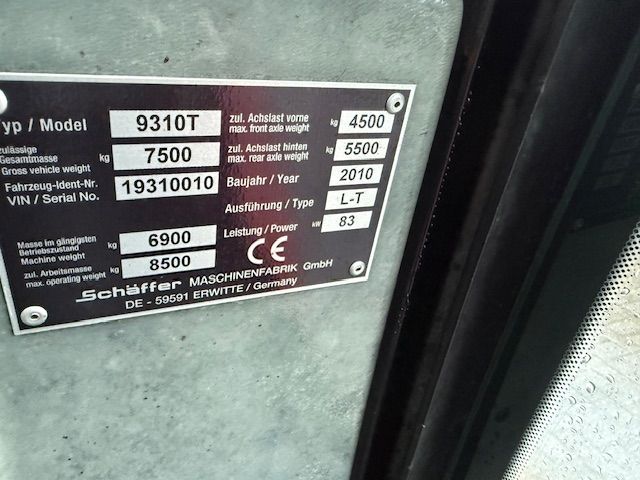 yp / Model 9310T
zulässige
Gesamtmasse kg 7500
Gross vehicle weight
Fahrzeug-Ident-Nr. 19310010
VIN / Serial No.
Masse im gängigsten
Betriebszustand kg 6900
Machine weight
zul. Arbeitsmasse kg 8500
max. operating weight
zul. Achslast vorne kg 4500
max. front axle weight
zul. Achslast hinten kg 5500
max. rear axle weight
Baujahr / Year 2010
Ausführung / Type L-T
Leistung / Power kW 83
CE
Schäffer MASCHINENFABRIK GmbH
DE - 59591 ERWITTE / Germany